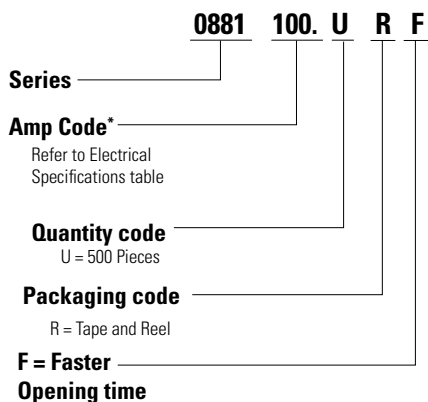 0881 100. U R F
Series
Amp Code*
Refer to Electrical
Specifications table
Quantity code
U = 500 Pieces
Packaging code
R = Tape and Reel
F = Faster
Opening time